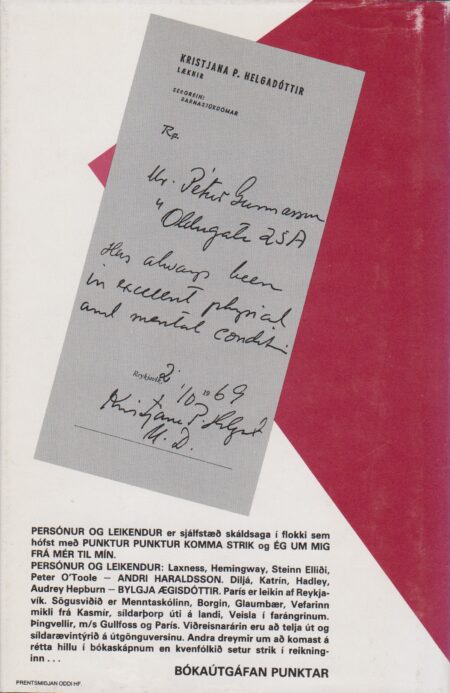 KRISTJANA P. HELGADÓTTIR
LÆKNIR
SÉRGREIN:
BARNASJÚKDÓMAR
Rp.
Mr. Pétur Gunnarsson
" Öldugata 25A
Has always been
in excellent physical
and mental conditi
Reykjavík, 2/10 1969
Kristjana P. Helgad.
M.D.
PERSÓNUR OG LEIKENDUR er sjálfstæð skáldsaga í flokki sem
hófst með PUNKTUR PUNKTUR KOMMA STRIK og ÉG UM MIG
FRÁ MÉR TIL MÍN.
PERSÓNUR OG LEIKENDUR: Laxness, Hemingway, Steinn Elliði,
Peter O'Toole – ANDRI HARALDSSON. Diljá, Katrín, Hadley,
Audrey Hepburn – BYLGJA ÆGISDÓTTIR. París er leikin af Reykja-
vík. Sögusviðið er Menntaskólinn, Borgin, Glaumbær, Vefarinn
mikli frá Kasmír, síldarþorp úti á landi, Veisla í farángrinum.
Þingvellir, m/s Gullfoss og París. Viðreisnarárin eru að telja út og
síldarævintýrið á útgönguversinu. Andra dreymir um að komast á
rétta hillu í bókaskápnum en kvenfólkið setur strik í reikning-
inn . . .
BÓKAÚTGÁFAN PUNKTAR
PRENTSMIÐJAN ODDI HF.